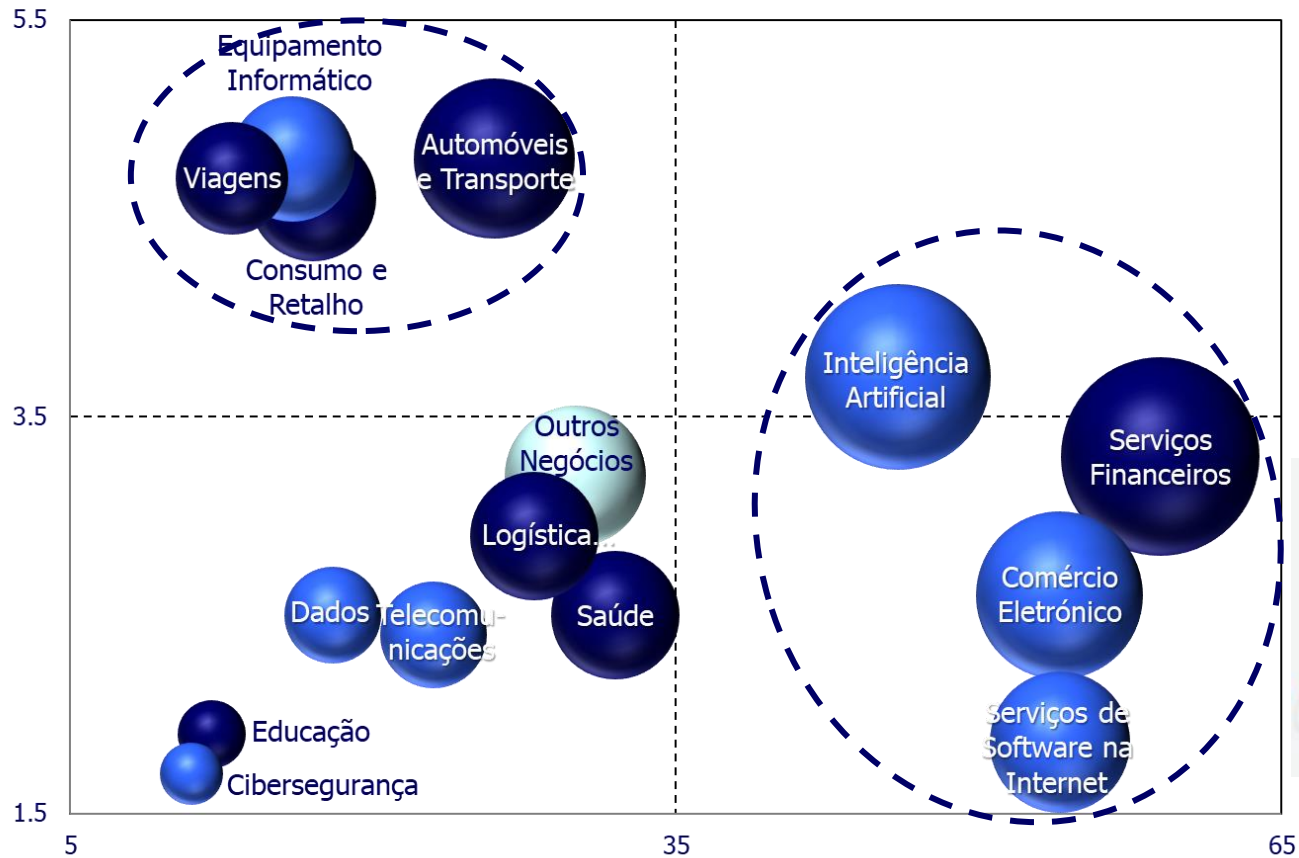 5.5
Equipamento
Informático
Automóveis
e Transporte
Viagens
Consumo e
Retalho
Inteligência
Artificial
3.5
Outros
Negócios
Serviços
Financeiros
Logística...
Comércio
Eletrónico
Dados
Telecomu-
nicações
Saúde
Educação
Serviços de
Software na
Internet
Cibersegurança
1.5
5
35
65